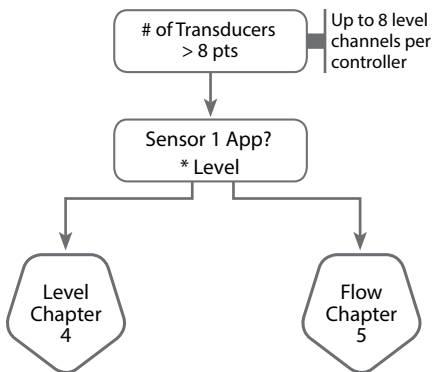 # of Transducers
> 8 pts
Up to 8 level
channels per
controller
Sensor 1 App?
* Level
Level
Chapter
4
Flow
Chapter
5